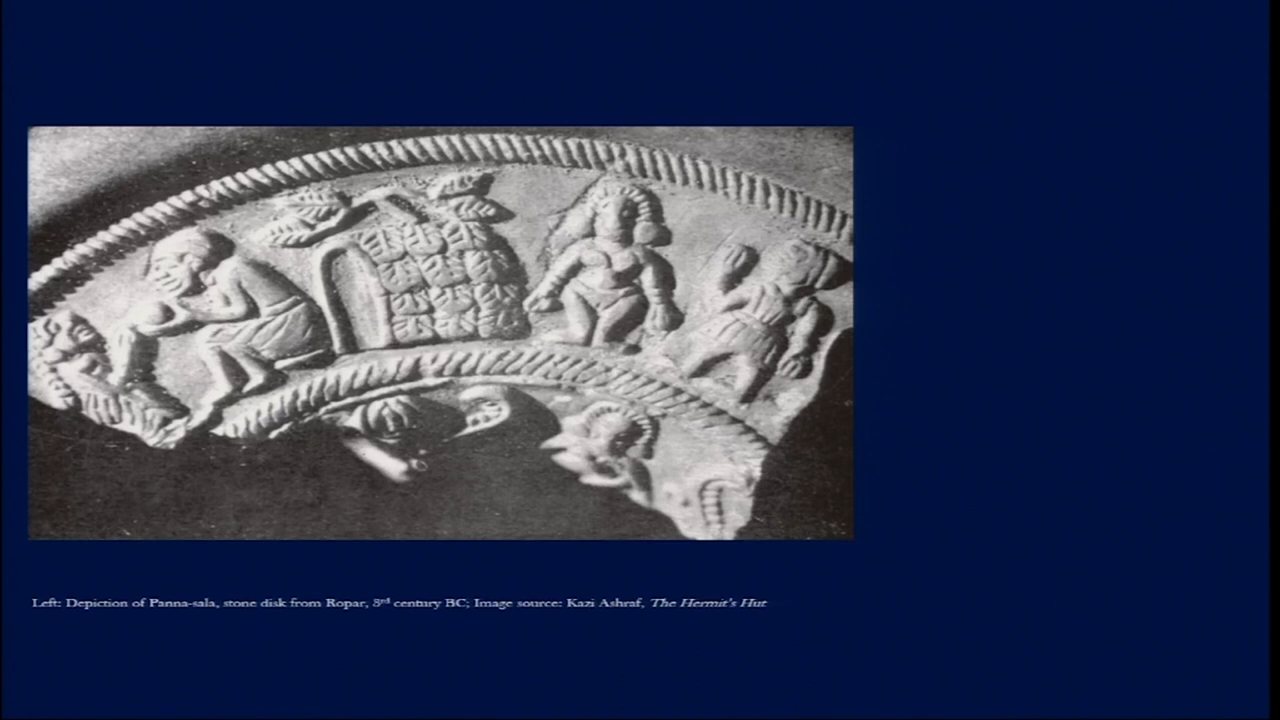 Left: Depiction of Panna-sala, stone disk from Ropar, 3rd century BC; Image source: Kazi Ashraf, The Hermit's Hut